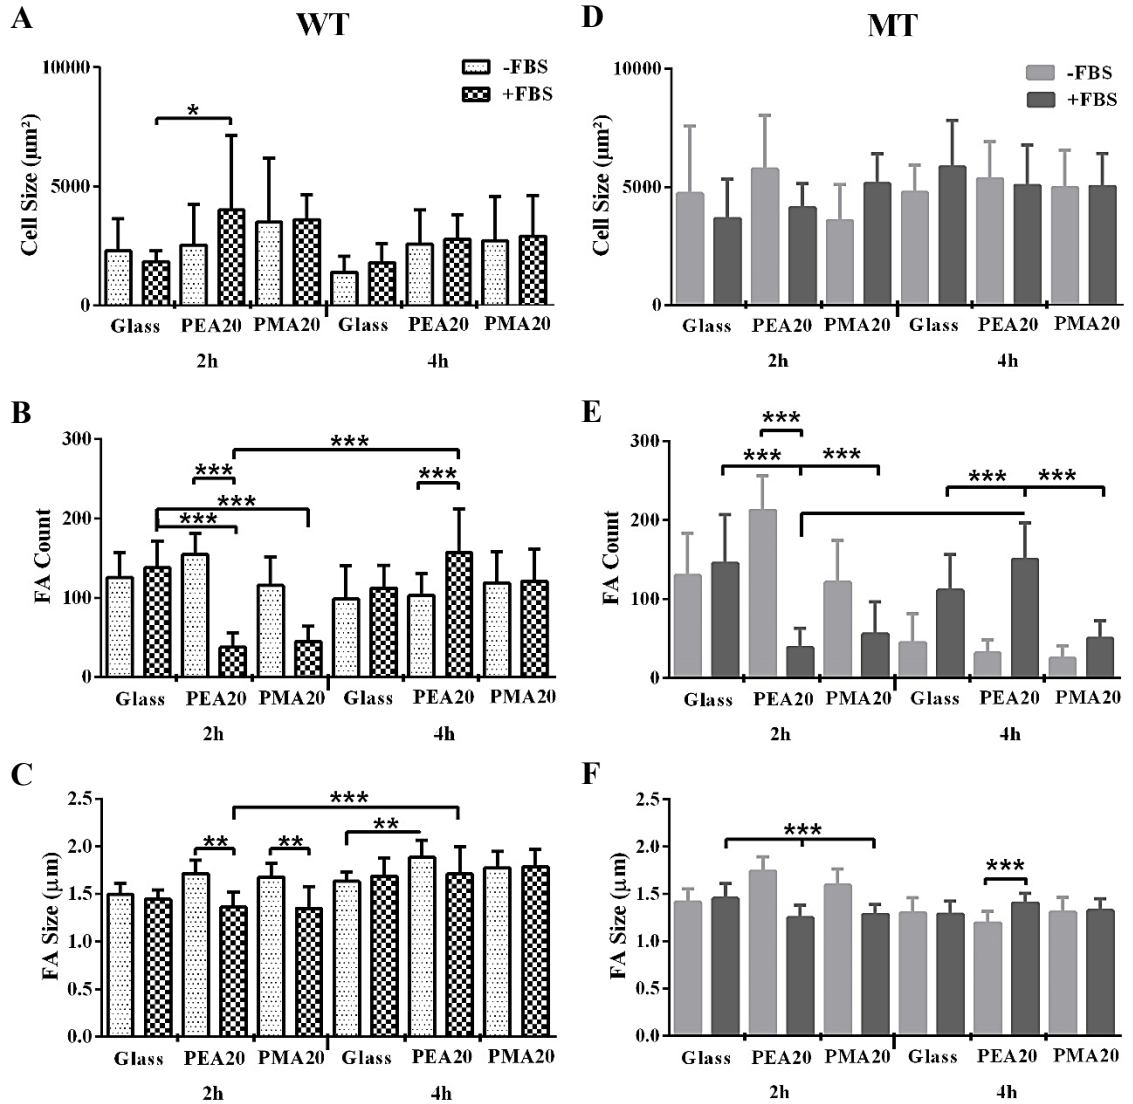 A
WT
10000
5000
0
Cell Size (µm²)
-FBS
+FBS
*
Glass PEA20 PMA20 Glass PEA20 PMA20
2h 4h
D
MT
10000
5000
0
Cell Size (µm²)
-FBS
+FBS
Glass PEA20 PMA20 Glass PEA20 PMA20
2h 4h
B
300
200
100
0
FA Count
***
***
***
***
***
Glass PEA20 PMA20 Glass PEA20 PMA20
2h 4h
E
300
200
100
0
FA Count
***
*** ***
*** ***
Glass PEA20 PMA20 Glass PEA20 PMA20
2h 4h
C
2.5
2.0
1.5
1.0
0.5
0.0
FA Size (µm)
***
** ** **
Glass PEA20 PMA20 Glass PEA20 PMA20
2h 4h
F
2.5
2.0
1.5
1.0
0.5
0.0
FA Size (µm)
***
***
Glass PEA20 PMA20 Glass PEA20 PMA20
2h 4h